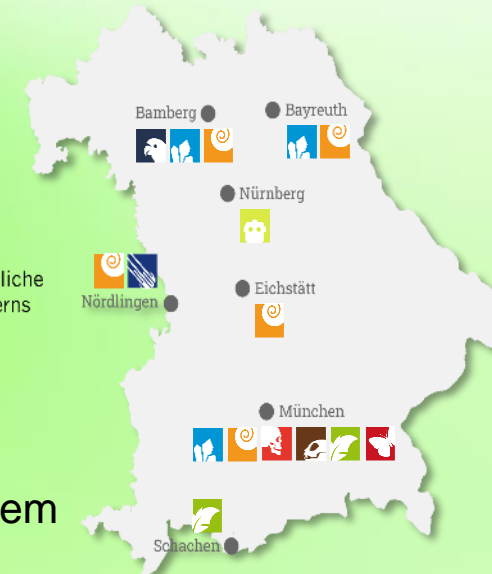 Bamberg
Bayreuth
Nürnberg
liche
erns
Nördlingen
Eichstätt
München
em
Schachen